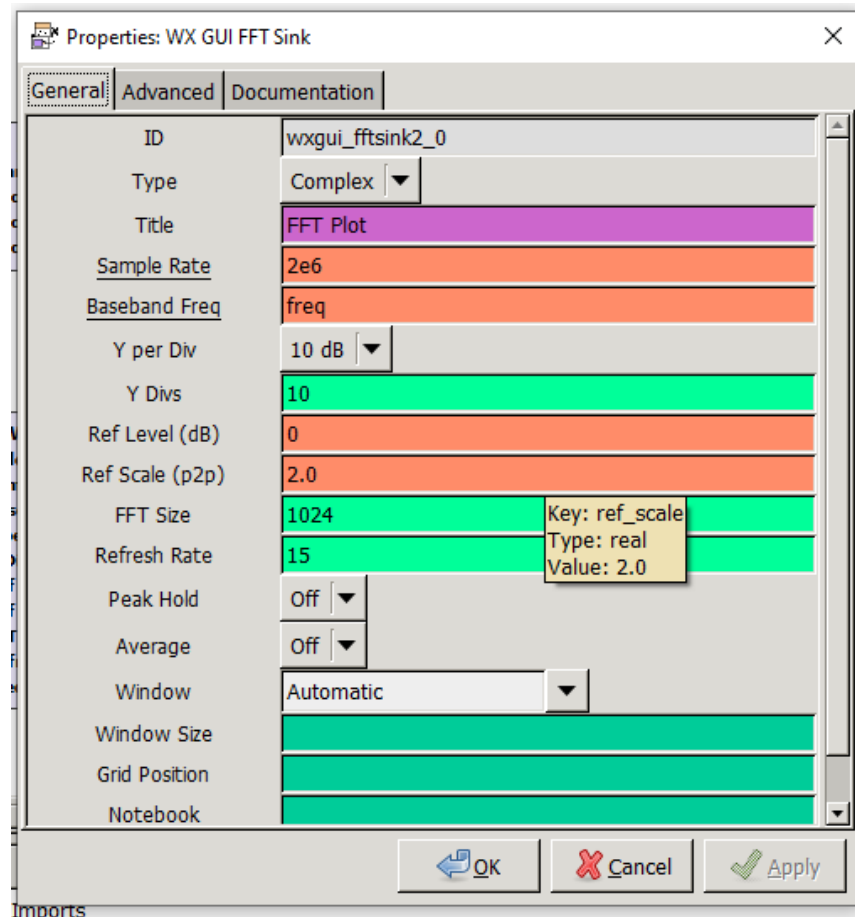 Properties: WX GUI FFT Sink
General Advanced Documentation
ID wxgui_fftsink2_0
Type Complex
Title FFT Plot
Sample Rate 2e6
Baseband Freq freq
Y per Div 10 dB
Y Divs 10
Ref Level (dB) 0
Ref Scale (p2p) 2.0
FFT Size 1024 Key: ref_scale
Type: real
Refresh Rate 15 Value: 2.0
Peak Hold Off
Average Off
Window Automatic
Window Size
Grid Position
Notebook
OK Cancel Apply
Imports